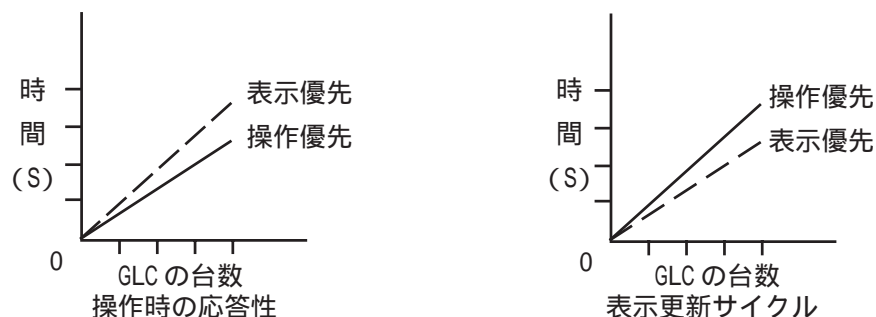 時
間
(S)
表示優先
操作優先
0
GLC の台数
操作時の応答性
時
間
(S)
操作優先
表示優先
0
GLC の台数
表示更新サイクル